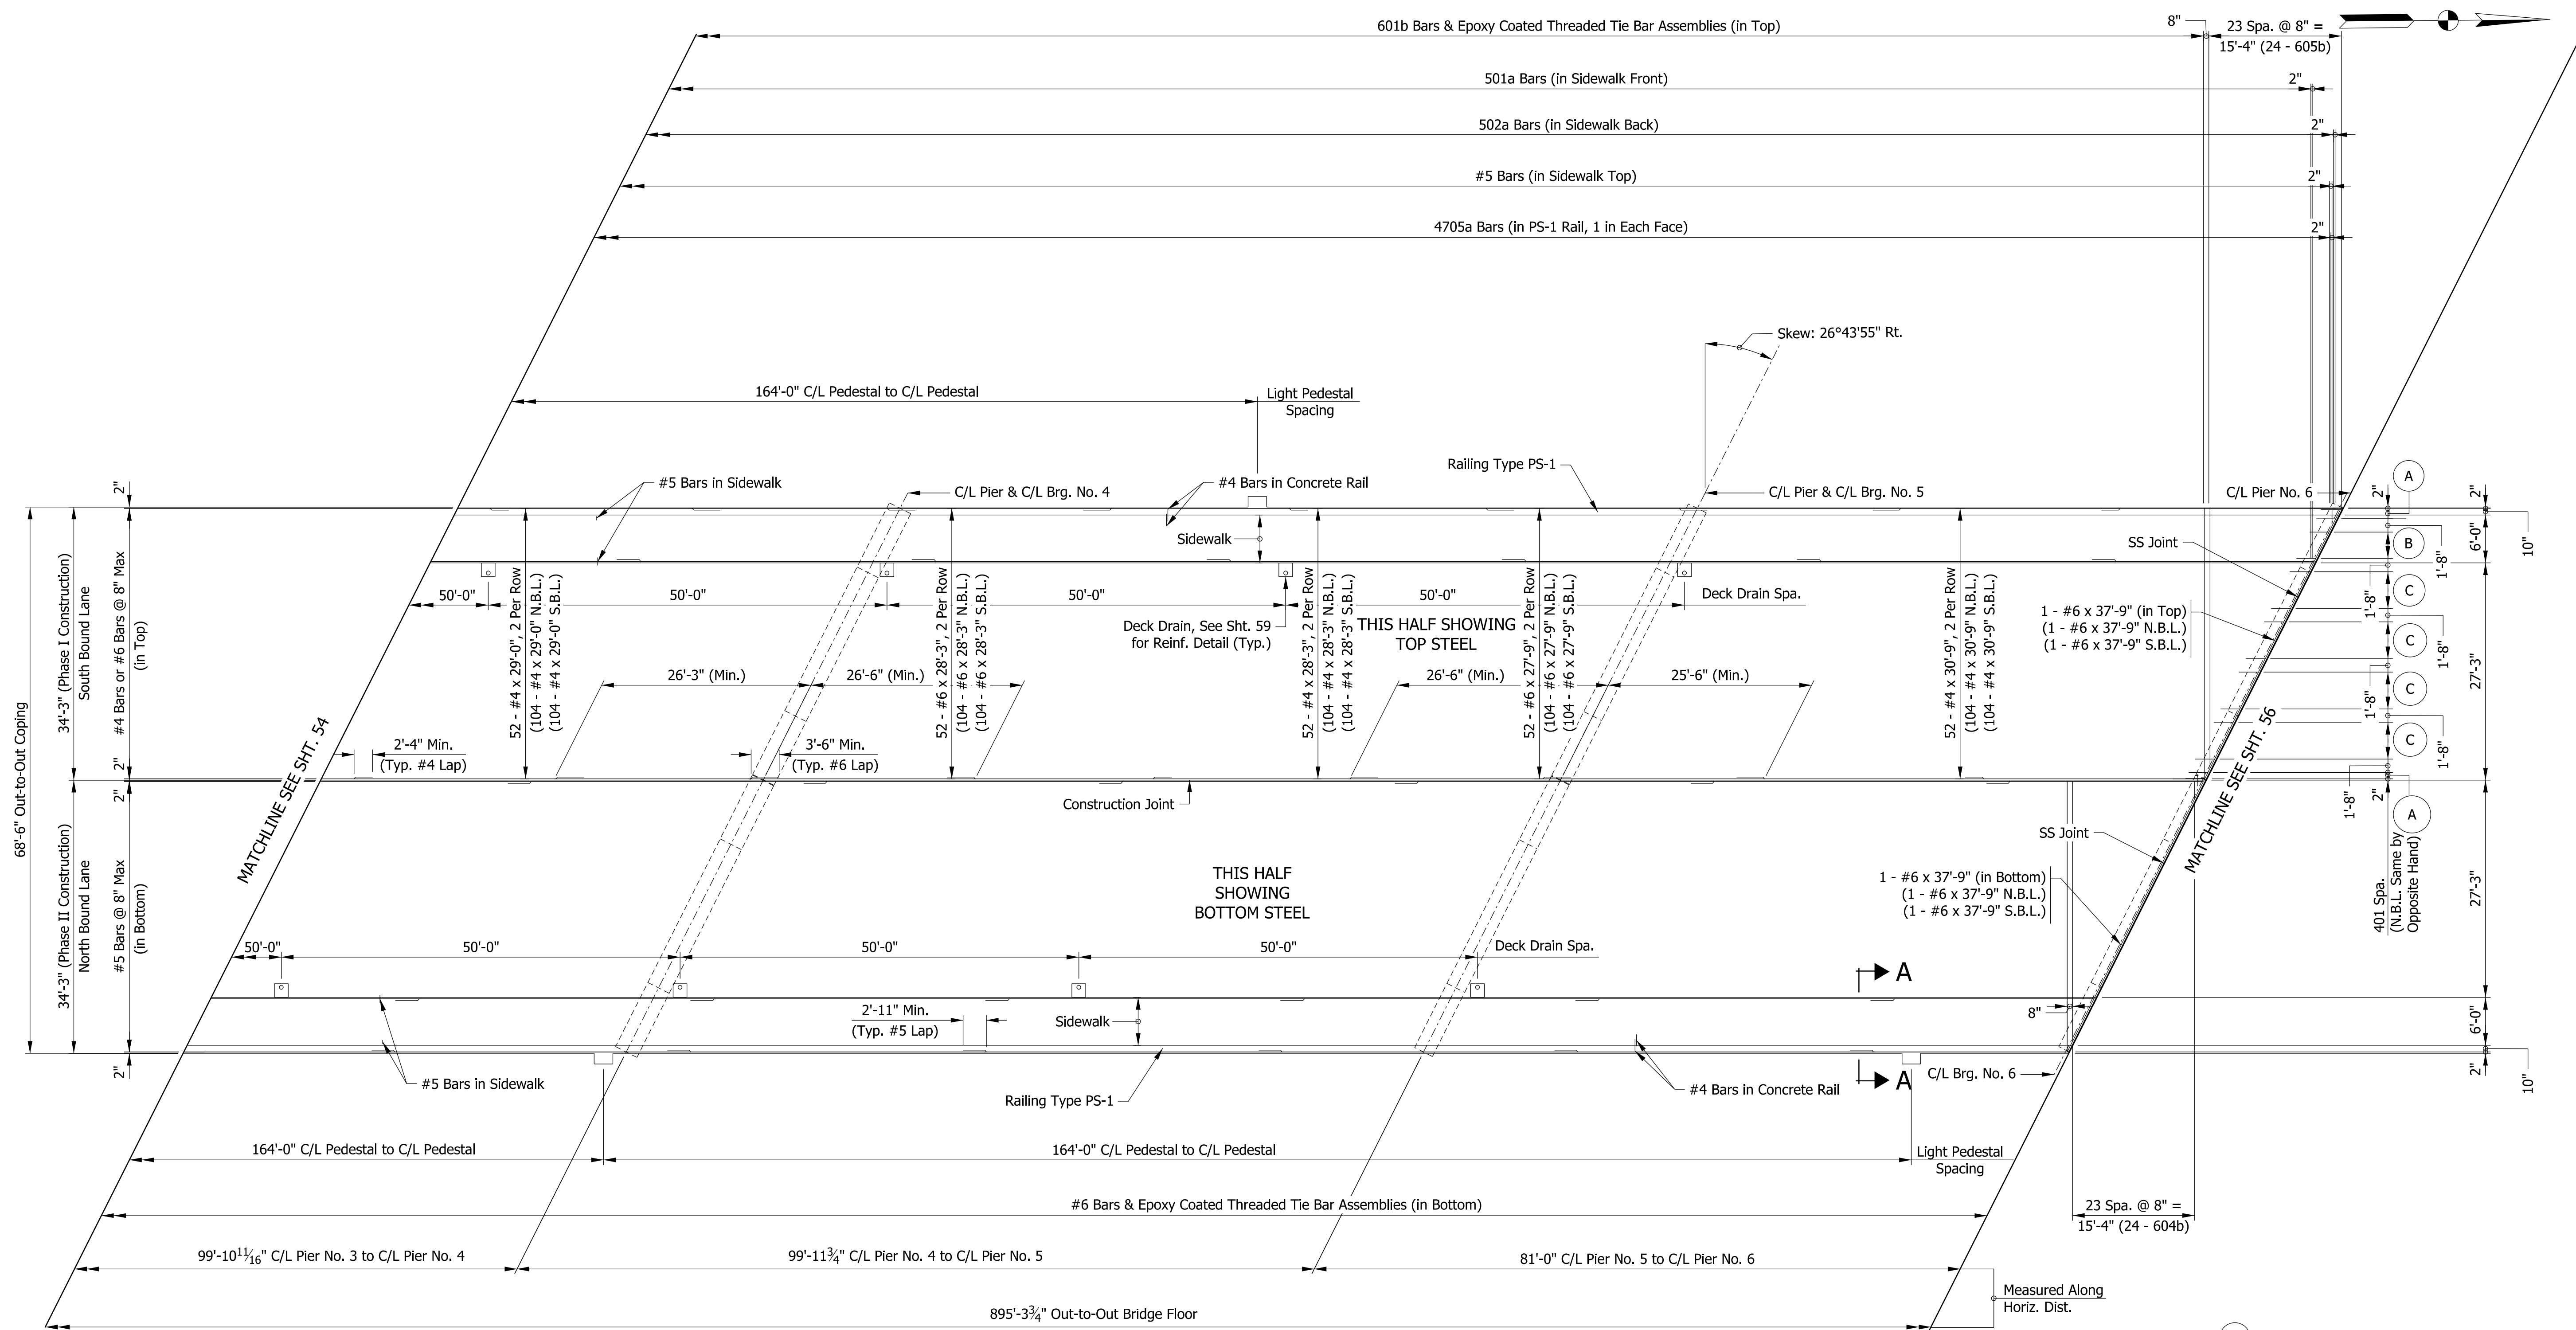 601b Bars & Epoxy Coated Threaded Tie Bar Assemblies (in Top)
8"
23 Spa. @ 8" =
15'-4" (24 - 605b)
501a Bars (in Sidewalk Front)
2"
502a Bars (in Sidewalk Back)
2"
#5 Bars (in Sidewalk Top)
2"
4705a Bars (in PS-1 Rail, 1 in Each Face)
2"
Skew: 26°43'55" Rt.
164'-0" C/L Pedestal to C/L Pedestal
Light Pedestal
Spacing
#5 Bars in Sidewalk
C/L Pier & C/L Brg. No. 4
#4 Bars in Concrete Rail
Railing Type PS-1
C/L Pier & C/L Brg. No. 5
C/L Pier No. 6
2"
A
2"
2"
10"
68'-6" Out-to-Out Coping
34'-3" (Phase I Construction)
South Bound Lane
#4 Bars or #6 Bars @ 8" Max
(in Top)
Sidewalk
SS Joint
B
6'-0"
1'-8"
50'-0"
50'-0"
50'-0"
50'-0"
Deck Drain Spa.
52 - #4 x 29'-0", 2 Per Row
(104 - #4 x 29'-0" N.B.L.)
(104 - #4 x 29'-0" S.B.L.)
52 - #6 x 28'-3", 2 Per Row
(104 - #6 x 28'-3" N.B.L.)
(104 - #6 x 28'-3" S.B.L.)
52 - #4 x 28'-3", 2 Per Row
(104 - #4 x 28'-3" N.B.L.)
(104 - #4 x 28'-3" S.B.L.)
52 - #6 x 27'-9", 2 Per Row
(104 - #6 x 27'-9" N.B.L.)
(104 - #6 x 27'-9" S.B.L.)
52 - #4 x 30'-9", 2 Per Row
(104 - #4 x 30'-9" N.B.L.)
(104 - #4 x 30'-9" S.B.L.)
Deck Drain, See Sht. 59
for Reinf. Detail (Typ.)
THIS HALF SHOWING
TOP STEEL
1 - #6 x 37'-9" (in Top)
(1 - #6 x 37'-9" N.B.L.)
(1 - #6 x 37'-9" S.B.L.)
1'-8"
C
1'-8"
C
1'-8"
C
1'-8"
C
1'-8"
27'-3"
26'-3" (Min.)
26'-6" (Min.)
26'-6" (Min.)
25'-6" (Min.)
2'-4" Min.
(Typ. #4 Lap)
3'-6" Min.
(Typ. #6 Lap)
MATCHLINE SEE SHT. 54
MATCHLINE SEE SHT. 56
2"
2"
Construction Joint
1'-8"
2"
A
401 Spa.
(N.B.L. Same by
Opposite Hand)
34'-3" (Phase II Construction)
North Bound Lane
#5 Bars @ 8" Max
(in Bottom)
SS Joint
THIS HALF
SHOWING
BOTTOM STEEL
1 - #6 x 37'-9" (in Bottom)
(1 - #6 x 37'-9" N.B.L.)
(1 - #6 x 37'-9" S.B.L.)
27'-3"
50'-0"
50'-0"
50'-0"
50'-0"
Deck Drain Spa.
A
2'-11" Min.
(Typ. #5 Lap)
Sidewalk
8"
6'-0"
2"
#5 Bars in Sidewalk
Railing Type PS-1
A
#4 Bars in Concrete Rail
C/L Brg. No. 6
2"
10"
164'-0" C/L Pedestal to C/L Pedestal
164'-0" C/L Pedestal to C/L Pedestal
Light Pedestal
Spacing
#6 Bars & Epoxy Coated Threaded Tie Bar Assemblies (in Bottom)
23 Spa. @ 8" =
15'-4" (24 - 604b)
99'-10 11/16" C/L Pier No. 3 to C/L Pier No. 4
99'-11 3/4" C/L Pier No. 4 to C/L Pier No. 5
81'-0" C/L Pier No. 5 to C/L Pier No. 6
Measured Along
Horiz. Dist.
895'-3 3/4" Out-to-Out Bridge Floor